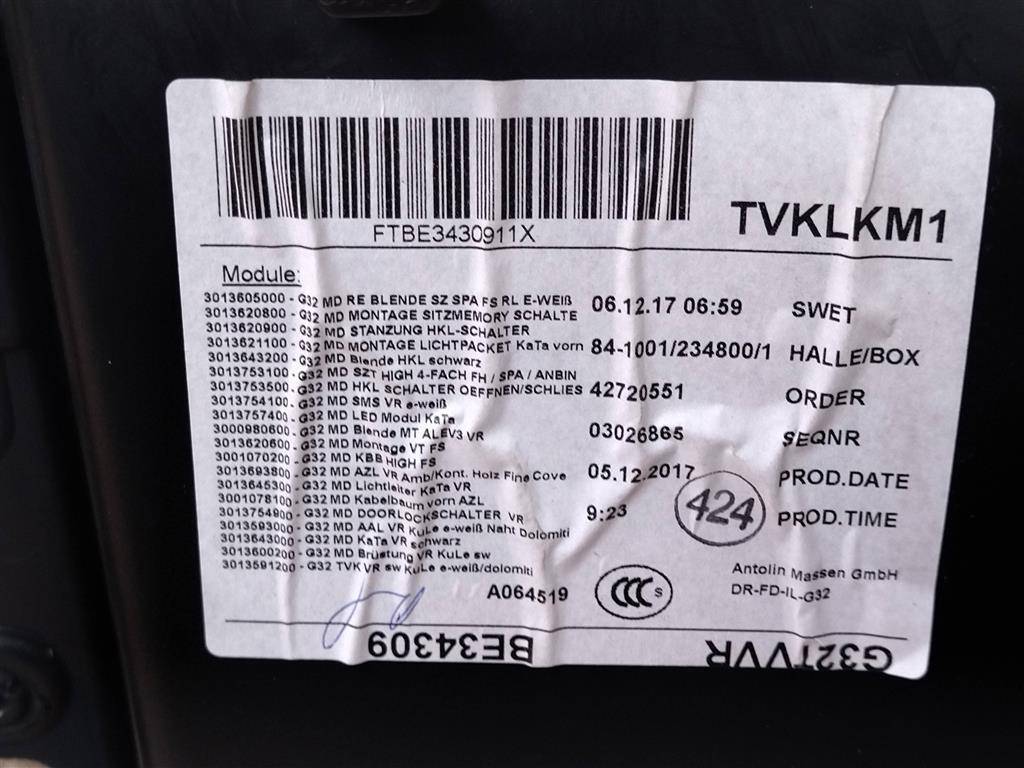 FTBE3430911X
TVKLKM1
Module:
3013605000 - G32 MD RE BLENDE SZ SPA FS RL E-WEIß
3013620800 - G32 MD MONTAGE SITZMEMORY SCHALTE
3013620900 - G32 MD STANZUNG HKL-SCHALTER
3013621100 - G32 MD MONTAGE LICHTPACKET KaTa vorn
3013643200 - G32 MD Blende HKL schwarz
3013753100 - G32 MD SZT HIGH 4-FACH FH / SPA / ANBIN
3013753500 - G32 MD HKL SCHALTER OEFFNEN/SCHLIES
3013754100 - G32 MD SMS VR e-weiß
3013757400 - G32 MD LED Modul KaTa
3000980600 - G32 MD Blende MT ALEV3 VR
3013620600 - G32 MD Montage VT FS
3001070200 - G32 MD KBB HIGH FS
3013693800 - G32 MD AZL VR Amb/Kont. Holz Fine Cove
3013645300 - G32 MD Lichtleiter KaTa VR
3001078100 - G32 MD Kabelbaum vorn AZL
3013754900 - G32 MD DOORLOCKSCHALTER VR
3013593000 - G32 MD AAL VR KuLe e-weiß Naht Dolomiti
3013643000 - G32 MD KaTa VR schwarz
3013600200 - G32 MD Brüstung VR KuLe sw
3013591200 - G32 TVK VR sw KuLe e-weiß/dolomiti
06.12.17 06:59 SWET
84-1001/234800/1 HALLE/BOX
42720551 ORDER
03026865 SEQNR
05.12.2017 PROD.DATE
9:23 PROD.TIME
424
A064519
CCC S
Antolin Massen GmbH
DR-FD-IL-G32
BE34309
G32TVVR